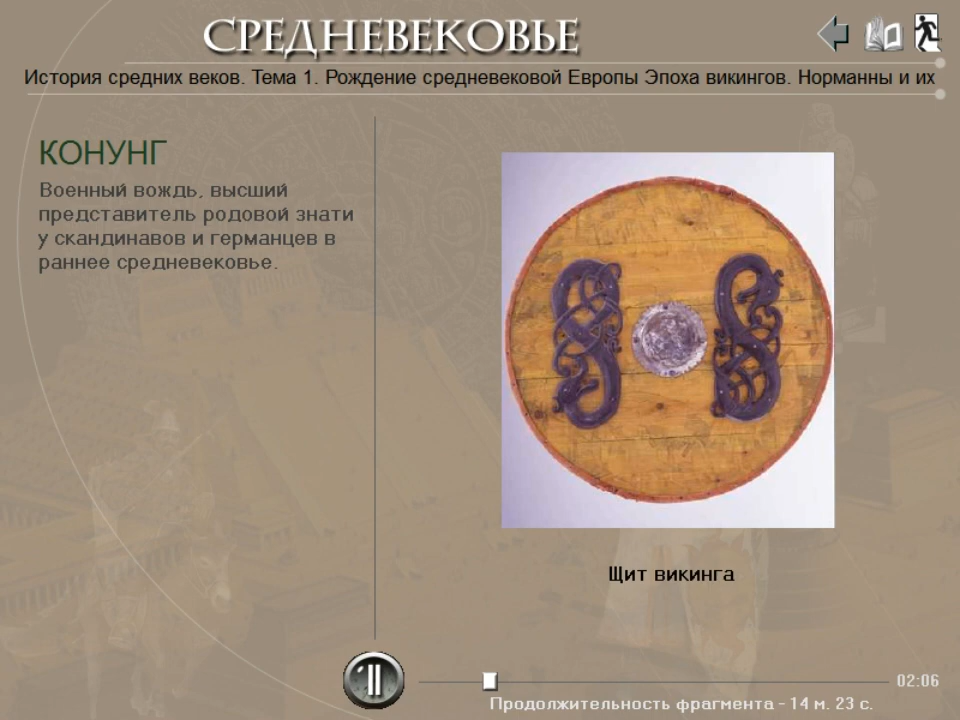 СРЕДНЕВЕКОВЬЕ
История средних веков. Тема 1. Рождение средневековой Европы Эпоха викингов. Норманны и их
КОНУНГ
Военный вождь, высший
представитель родовой знати
у скандинавов и германцев в
раннее средневековье.
Щит викинга
02:06
Продолжительность фрагмента - 14 м. 23 с.